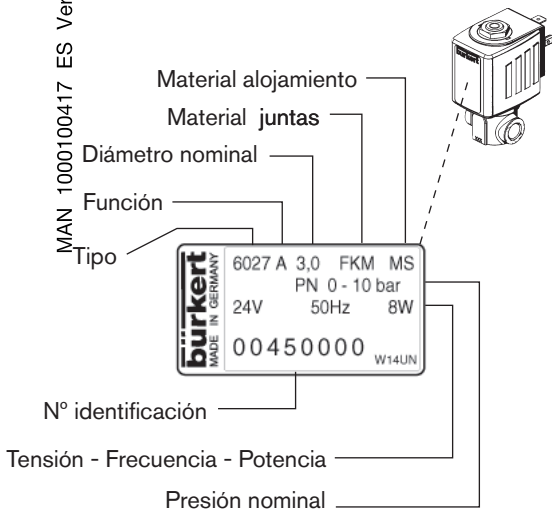 MAN 1000100417 ES Ver
Material alojamiento
Material juntas
Diámetro nominal
Función
Tipo
bürkert
MADE IN GERMANY
6027 A 3,0 FKM MS
PN 0 - 10 bar
24V 50Hz 8W
00450000 W14UN
Nº identificación
Tensión - Frecuencia - Potencia
Presión nominal